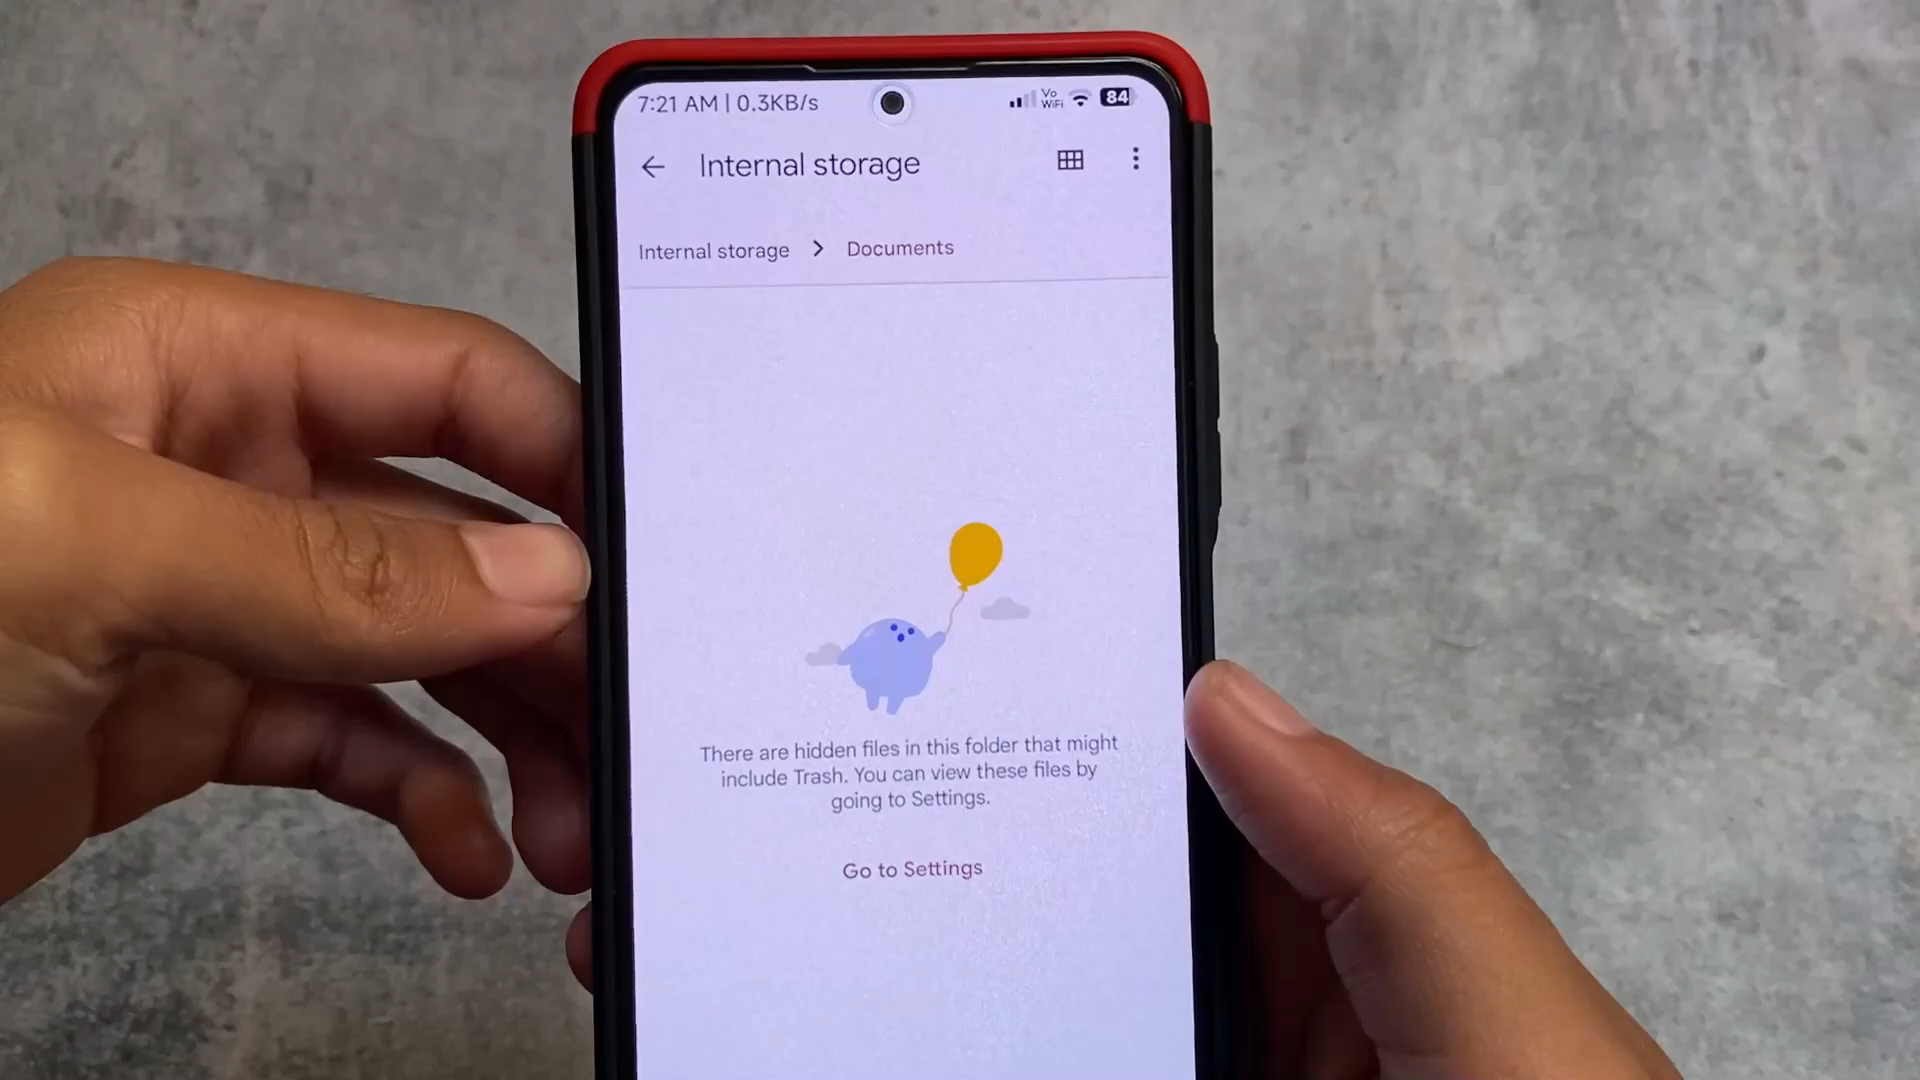 7:21 AM | 0.3KB/s
Vo
WiFi
84
Internal storage
Internal storage > Documents
There are hidden files in this folder that might
include Trash. You can view these files by
going to Settings.
Go to Settings